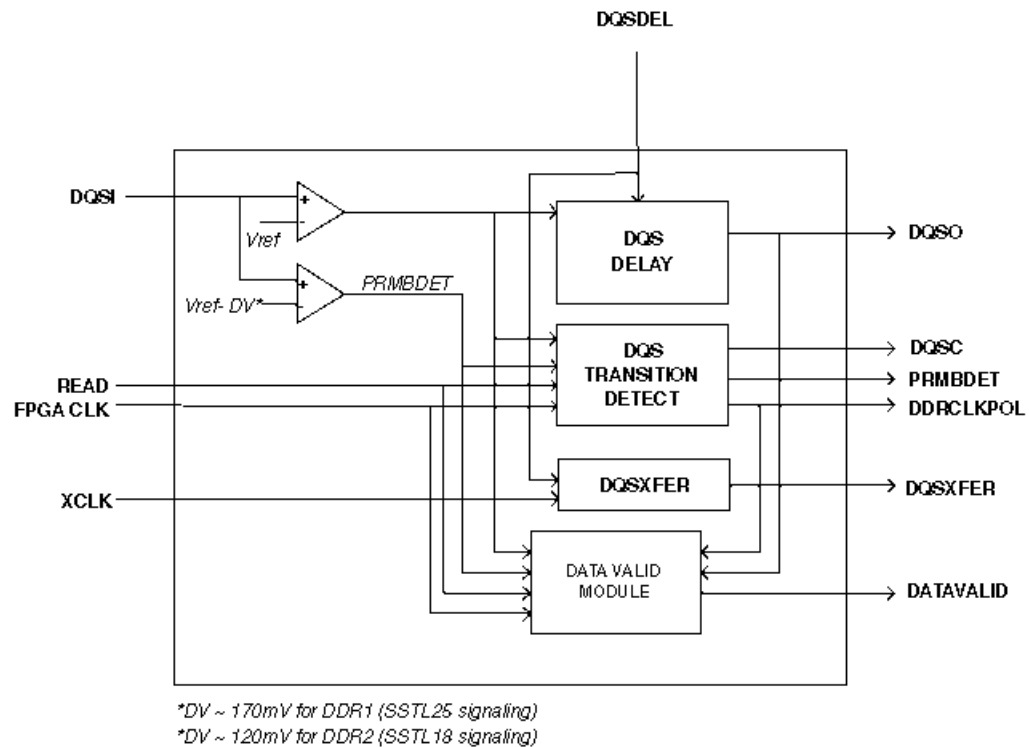 DQSDEL
DQSI
+
-
Vref
DQS
DELAY
DQSO
+
-
Vref- DV*
PRMBDET
DQS
TRANSITION
DETECT
DQSC
PRMBDET
DDRCLKPOL
READ
FPGA CLK
XCLK
DQSXFER
DQSXFER
DATA VALID
MODULE
DATAVALID
*DV ~ 170mV for DDR1 (SSTL25 signaling)
*DV ~ 120mV for DDR2 (SSTL18 signaling)